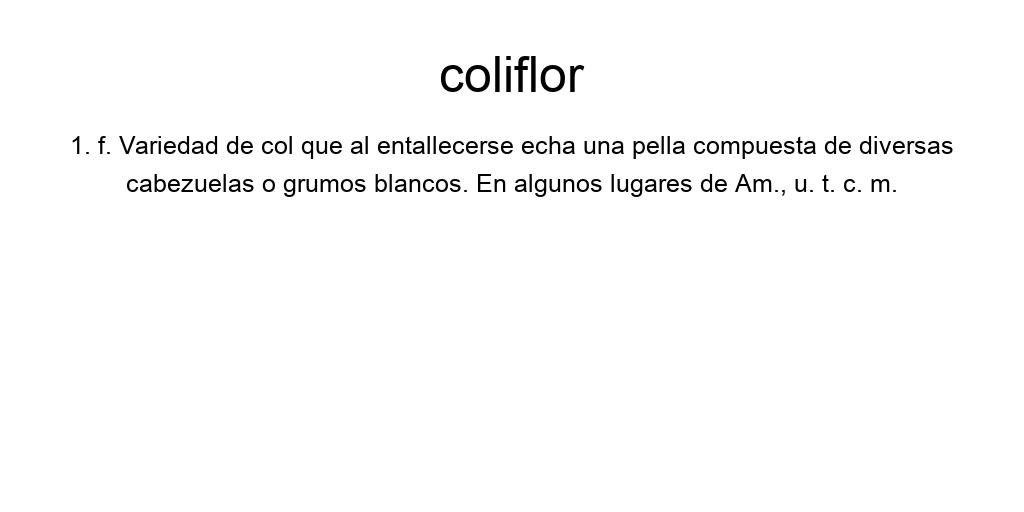 coliflor
1. f. Variedad de col que al entallecerse echa una pella compuesta de diversas
cabezuelas o grumos blancos. En algunos lugares de Am., u. t. c. m.